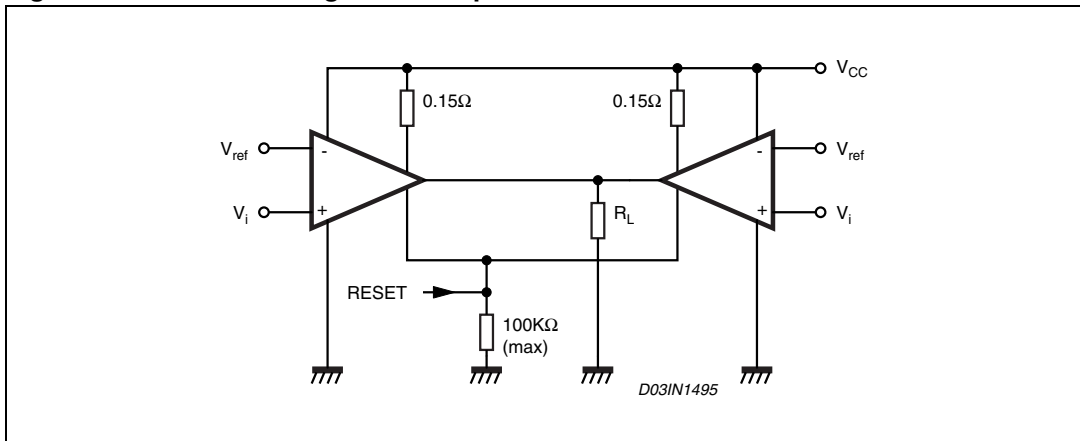 V_CC
0.15Ω
0.15Ω
V_ref
-
-
V_ref
V_i
+
R_L
+
V_i
RESET
100KΩ
(max)
D03IN1495